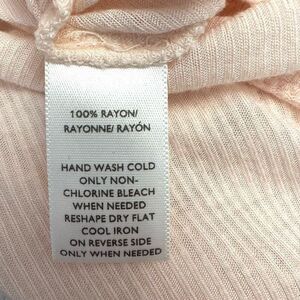 100% RAYON/
RAYONNE/ RAYÓN
HAND WASH COLD
ONLY NON-
CHLORINE BLEACH
WHEN NEEDED
RESHAPE DRY FLAT
COOL IRON
ON REVERSE SIDE
ONLY WHEN NEEDED